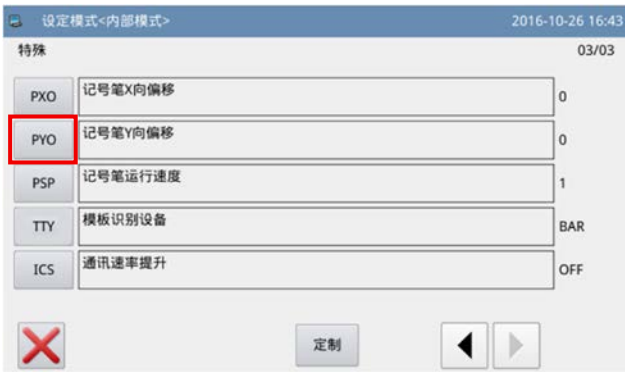 设定模式<内部模式> 2016-10-26 16:43
特殊 03/03
PXO 记号笔X向偏移 0
PYO 记号笔Y向偏移 0
PSP 记号笔运行速度 1
TTY 模板识别设备 BAR
ICS 通讯速率提升 OFF
定制